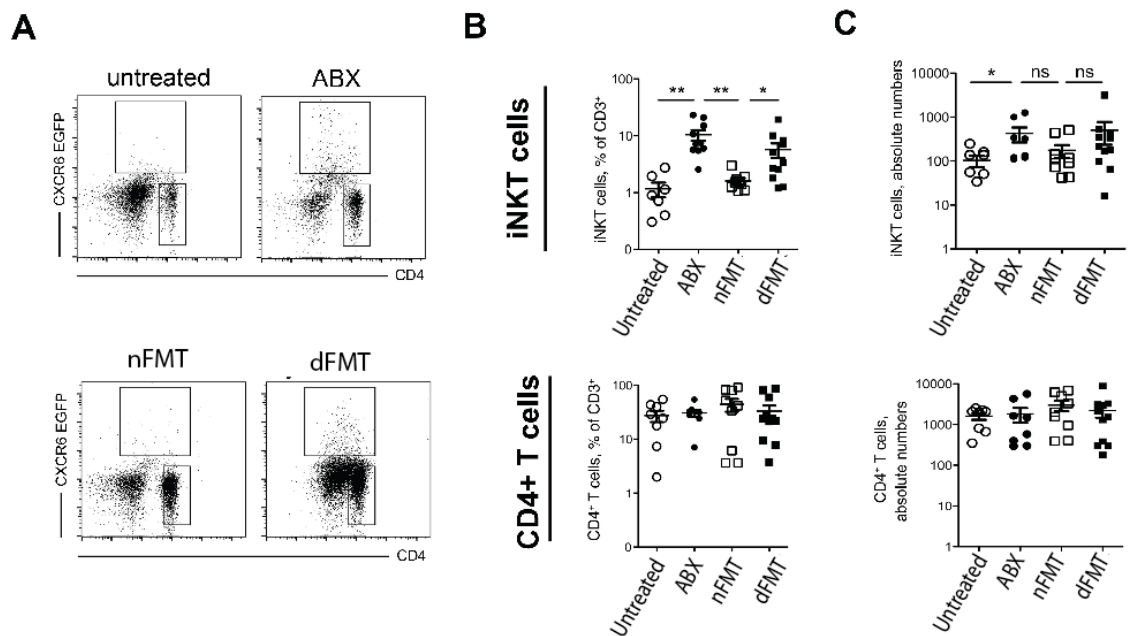 A
untreated
ABX
CXCR6 EGFP
CD4
nFMT
dFMT
CXCR6 EGFP
CD4
B
iNKT cells
iNKT cells, % of CD3+
100
10
1
0
** ** *
Untreated
ABX
nFMT
dFMT
CD4+ T cells
CD4+ T cells, % of CD3+
100
10
1
0
Untreated
ABX
nFMT
dFMT
C
iNKT cells, absolute numbers
10000
1000
100
10
1
* ns ns
Untreated
ABX
nFMT
dFMT
CD4+ T cells,
absolute numbers
10000
1000
100
10
1
Untreated
ABX
nFMT
dFMT